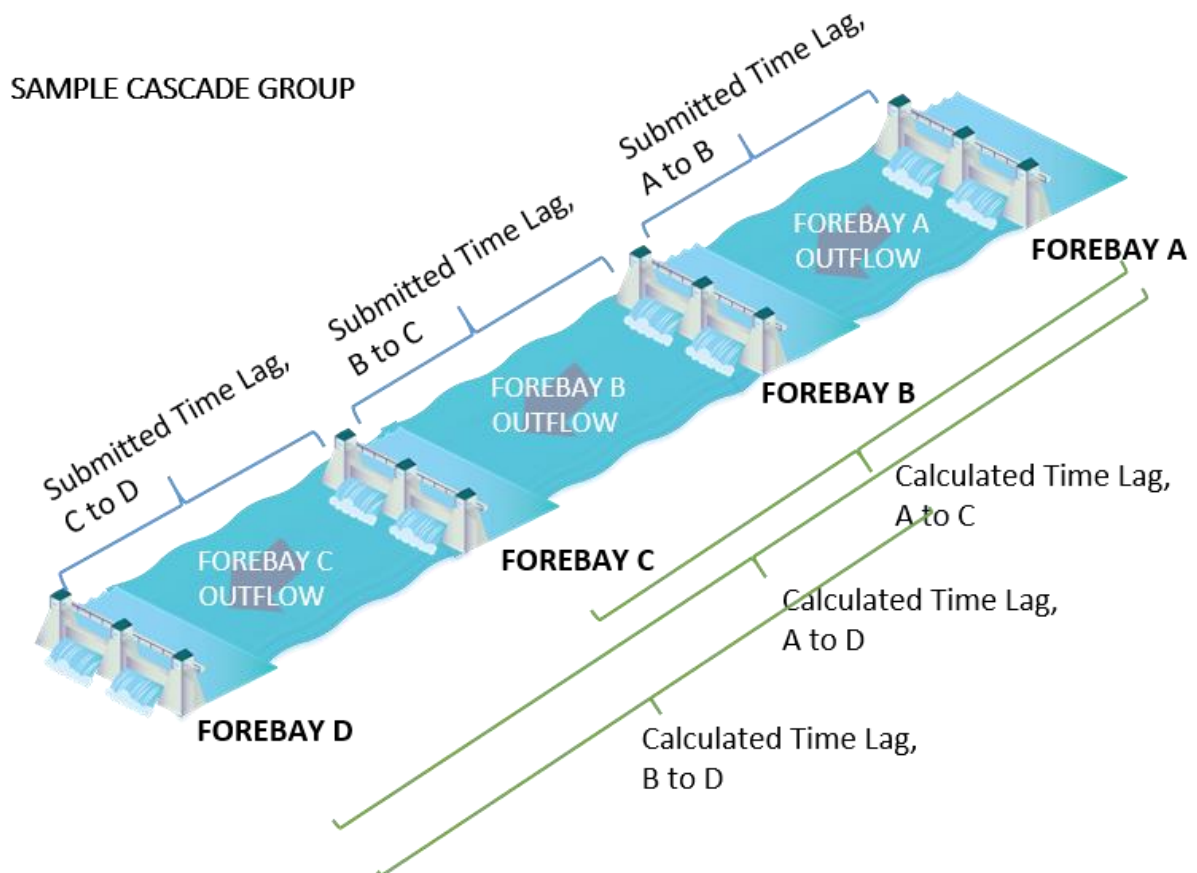 SAMPLE CASCADE GROUP
Submitted Time Lag,
A to B
Submitted Time Lag,
B to C
Submitted Time Lag,
C to D
FOREBAY A
OUTFLOW
FOREBAY A
FOREBAY B
OUTFLOW
FOREBAY B
FOREBAY C
OUTFLOW
FOREBAY C
FOREBAY D
Calculated Time Lag,
A to C
Calculated Time Lag,
A to D
Calculated Time Lag,
B to D